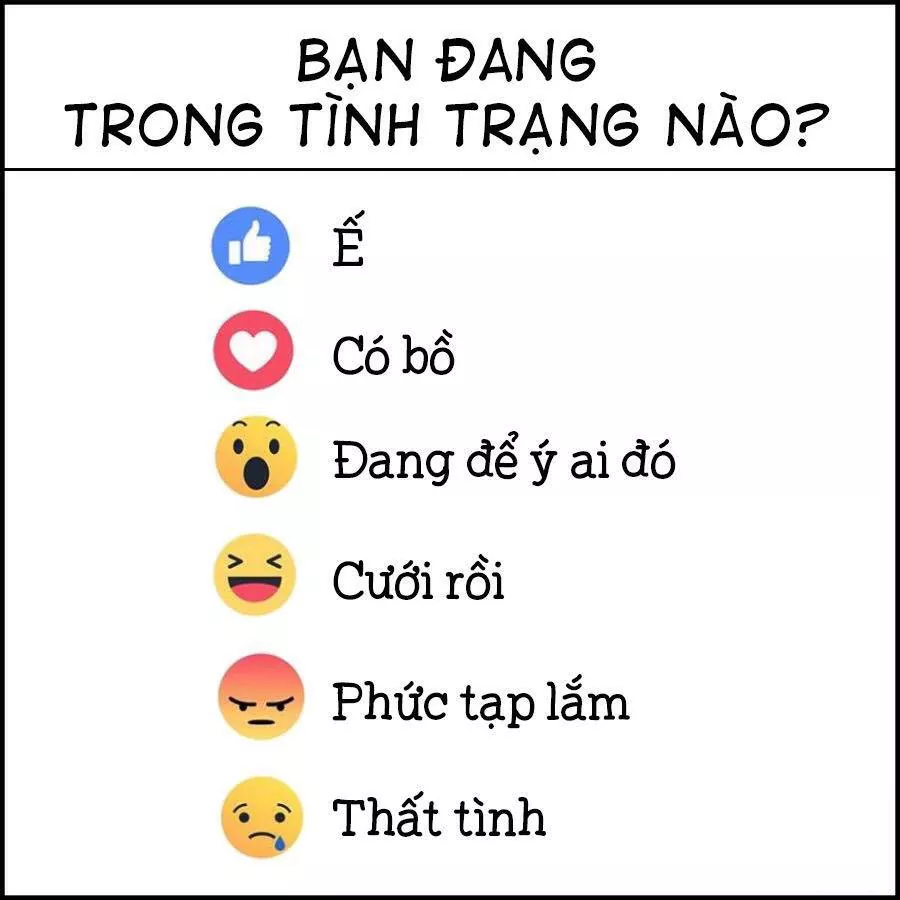 BẠN ĐANG
TRONG TÌNH TRẠNG NÀO?
Ế
Có bồ
Đang để ý ai đó
Cưới rồi
Phức tạp lắm
Thất tình